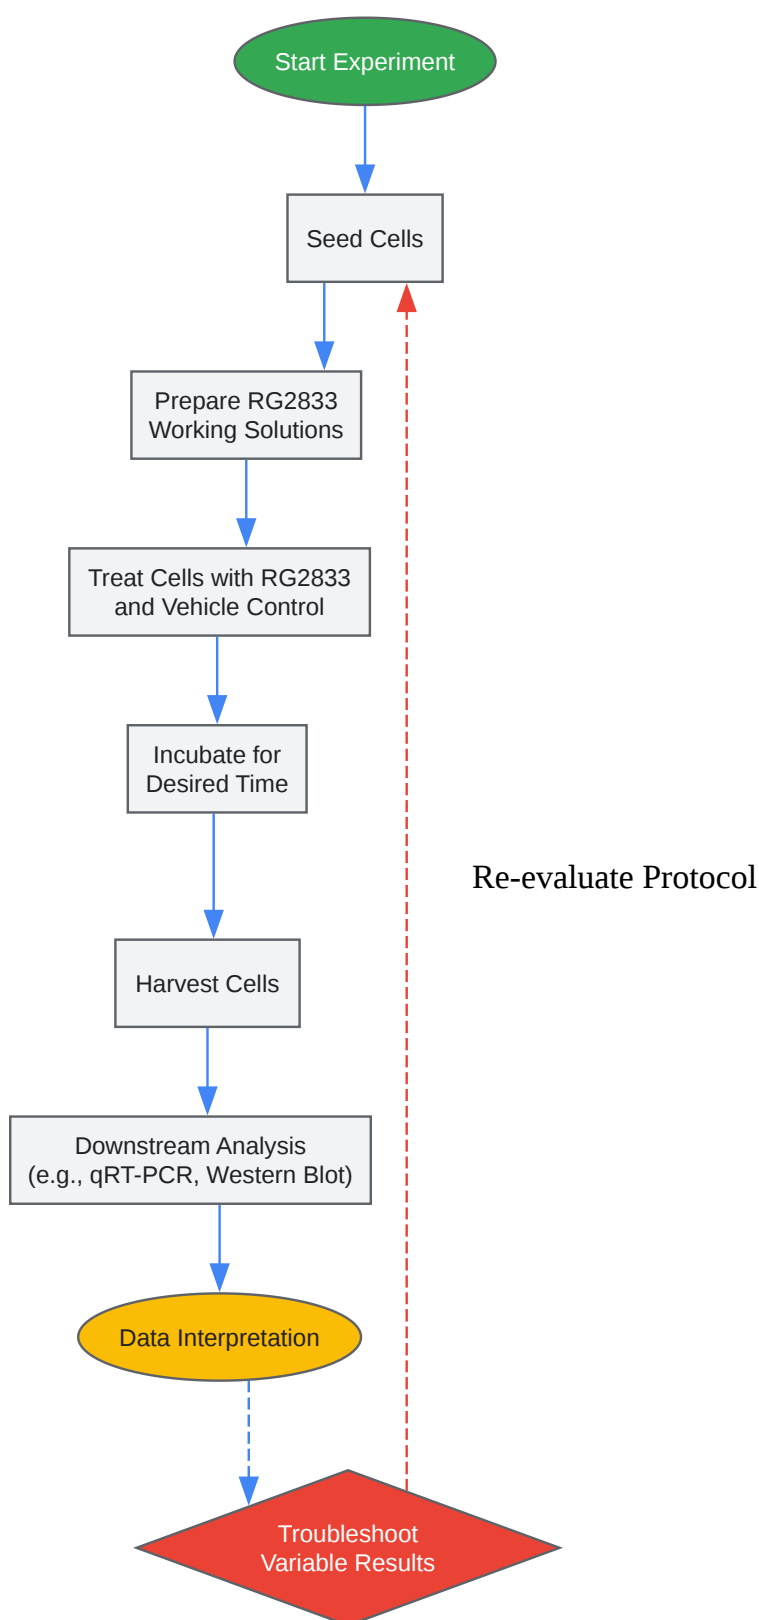 Start Experiment
Seed Cells
Prepare RG2833
Working Solutions
Treat Cells with RG2833
and Vehicle Control
Incubate for
Desired Time
Re-evaluate Protocol
Harvest Cells
Downstream Analysis
(e.g., qRT-PCR, Western Blot)
Data Interpretation
Troubleshoot
Variable Results